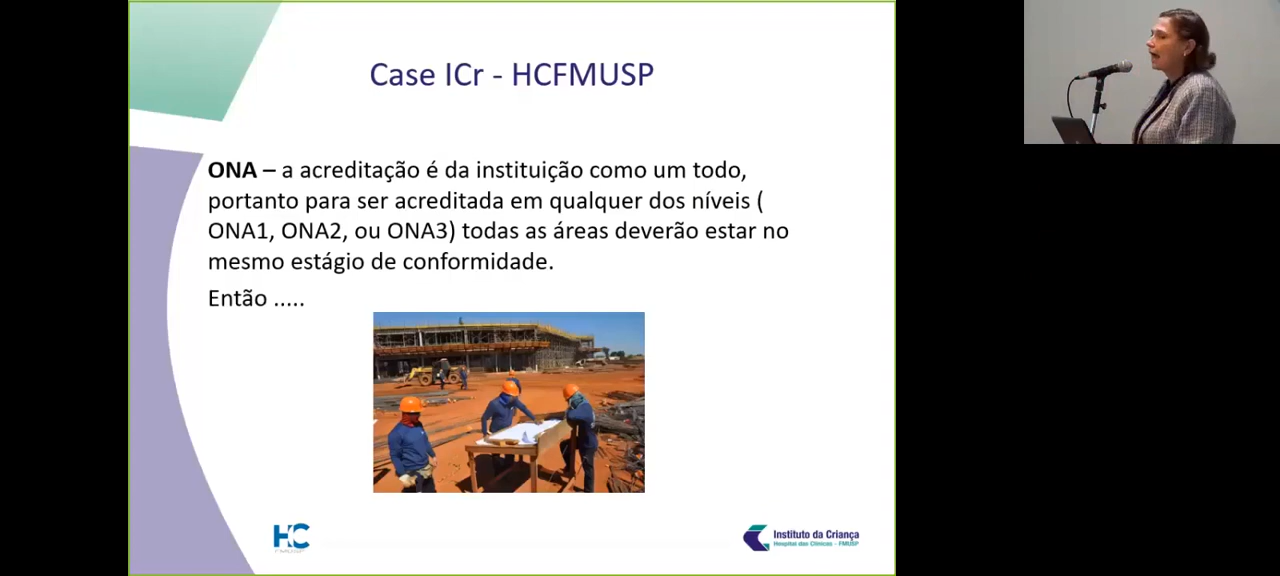 Case ICr - HCFMUSP
ONA – a acreditação é da instituição como um todo,
portanto para ser acreditada em qualquer dos níveis (
ONA1, ONA2, ou ONA3) todas as áreas deverão estar no
mesmo estágio de conformidade.
Então .....
HC
FMUSP
Instituto da Criança
Hospital das Clínicas - FMUSP